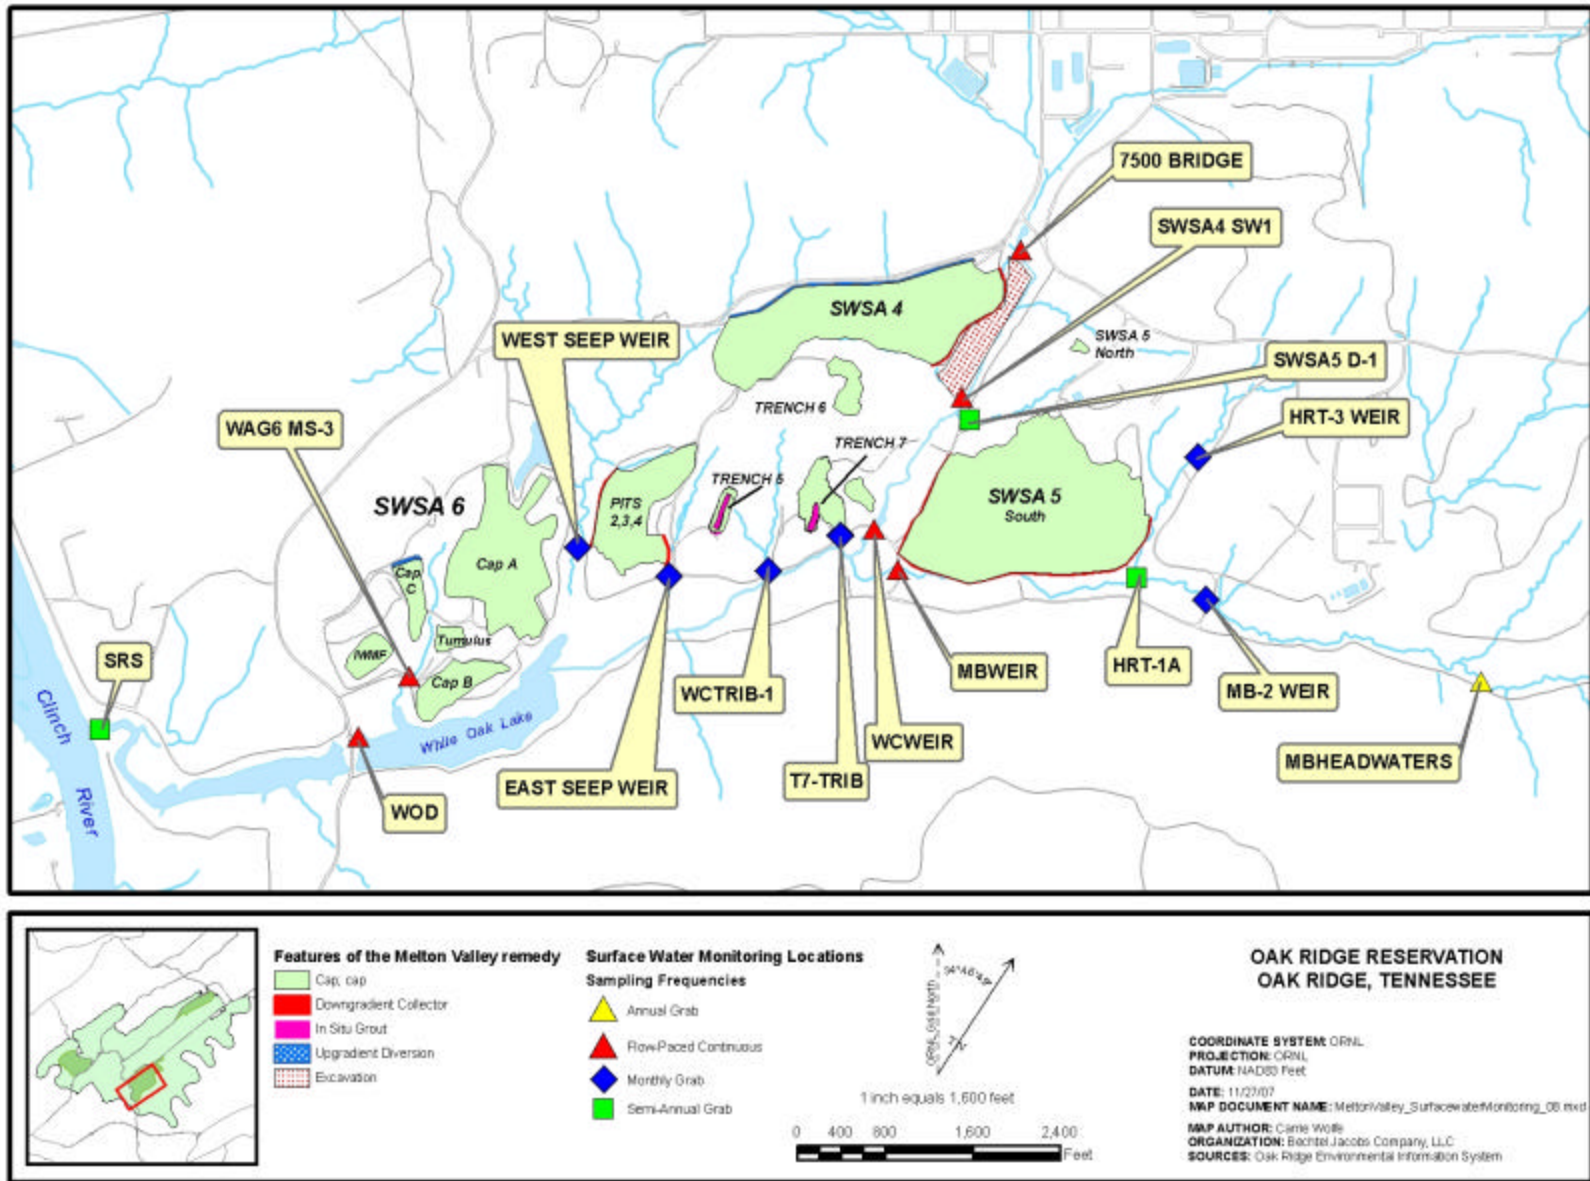 7500 BRIDGE
SWSA4 SW1
SWSA 4
WEST SEEP WEIR
SWSA 5
North
SWSA5 D-1
TRENCH 6
HRT-3 WEIR
WAG6 MS-3
TRENCH 7
TRENCH 5
SWSA 6
PITS
2,3,4
SWSA 5
South
Cap A
Cap
C
Tumulus
IWMF
Cap B
SRS
MBWEIR
HRT-1A
MB-2 WEIR
WCTRIB-1
Clinch
River
White Oak Lake
WCWEIR
MBHEADWATERS
EAST SEEP WEIR
T7-TRIB
WOD
Features of the Melton Valley remedy
Cap, cap
Downgradient Collector
In Situ Grout
Upgradient Diversion
Excavation
Surface Water Monitoring Locations
Sampling Frequencies
Annual Grab
Flow-Paced Continuous
Monthly Grab
Semi-Annual Grab
ORNL Grid North
1 inch equals 1,600 feet
0 400 800 1,600 2,400
Feet
OAK RIDGE RESERVATION
OAK RIDGE, TENNESSEE
COORDINATE SYSTEM: ORNL
PROJECTION: ORNL
DATUM: NAD83 Feet
DATE: 11/27/07
MAP DOCUMENT NAME: MeltonValley_SurfacewaterMonitoring_08.mxd
MAP AUTHOR: Carrie Wolfe
ORGANIZATION: Bechtel Jacobs Company, LLC
SOURCES: Oak Ridge Environmental Information System